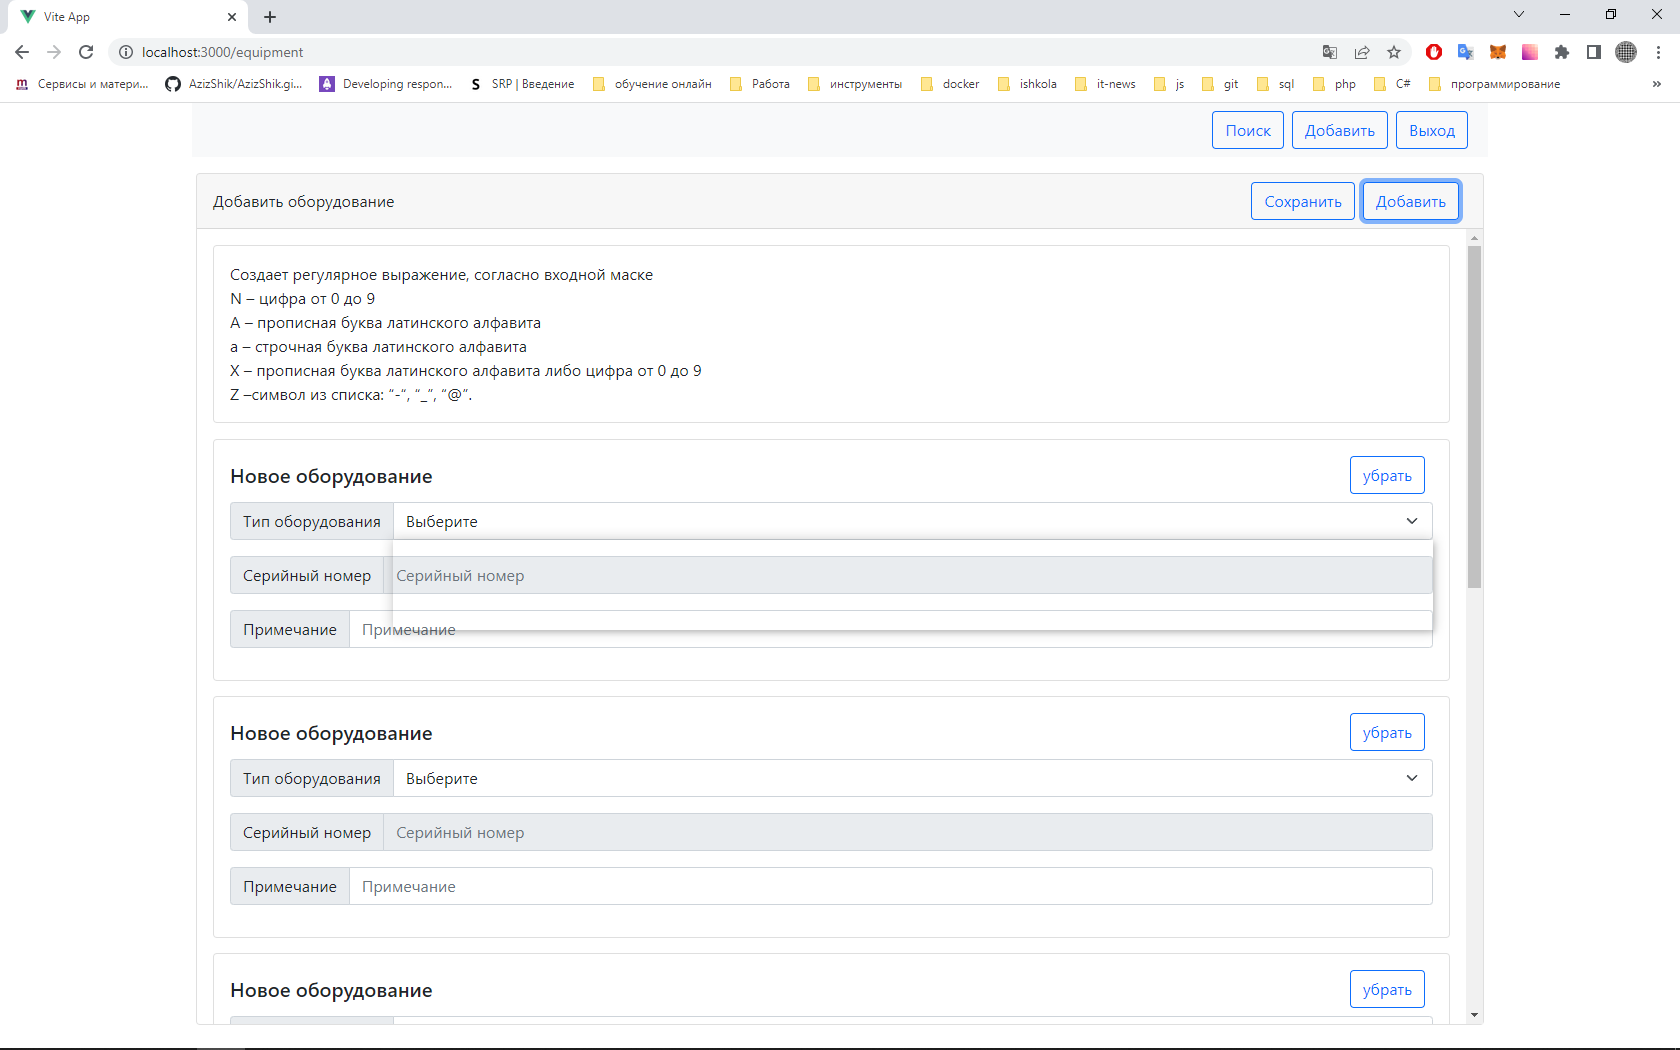 Vite App
localhost:3000/equipment
m Сервисы и матери... AzizShik/AzizShik.gi... Developing respon... S SRP | Введение обучение онлайн Работа инструменты docker ishkola it-news js git sql php C# программирование »
Поиск Добавить Выход
Добавить оборудование Сохранить Добавить
Создает регулярное выражение, согласно входной маске
N – цифра от 0 до 9
A – прописная буква латинского алфавита
a – строчная буква латинского алфавита
X – прописная буква латинского алфавита либо цифра от 0 до 9
Z –символ из списка: “-“, “_”, “@”.
Новое оборудование убрать
Тип оборудования Выберите
Серийный номер Серийный номер
Примечание Примечание
Новое оборудование убрать
Тип оборудования Выберите
Серийный номер Серийный номер
Примечание Примечание
Новое оборудование убрать